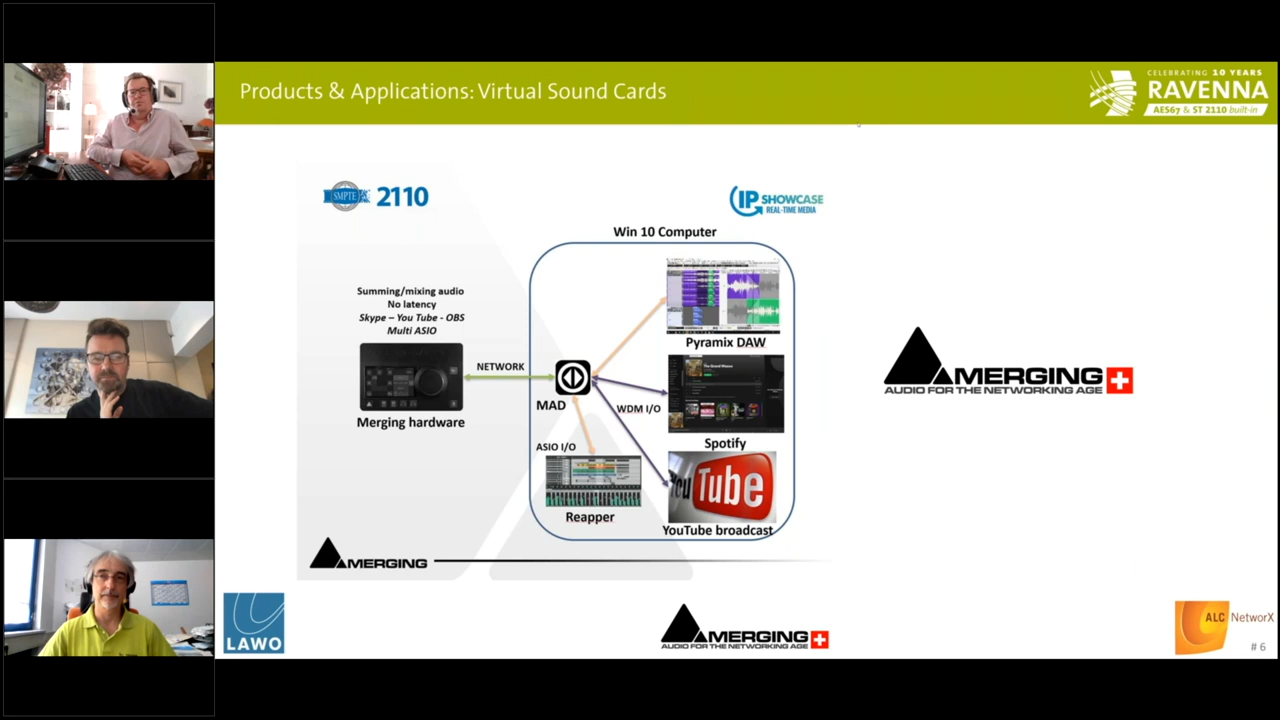 Products & Applications: Virtual Sound Cards
CELEBRATING 10 YEARS
RAVENNA
AES67 & ST 2110 built-in
SMPTE
2110
IP SHOWCASE
REAL-TIME MEDIA
Win 10 Computer
Summing/mixing audio
No latency
Skype – You Tube - OBS
Multi ASIO
Merging hardware
NETWORK
MAD
WDM I/O
ASIO I/O
Pyramix DAW
Spotify
Reapper
You Tube
YouTube broadcast
MERGING
MERGING
AUDIO FOR THE NETWORKING AGE
LAWO
MERGING
AUDIO FOR THE NETWORKING AGE
ALC NetworX
# 6